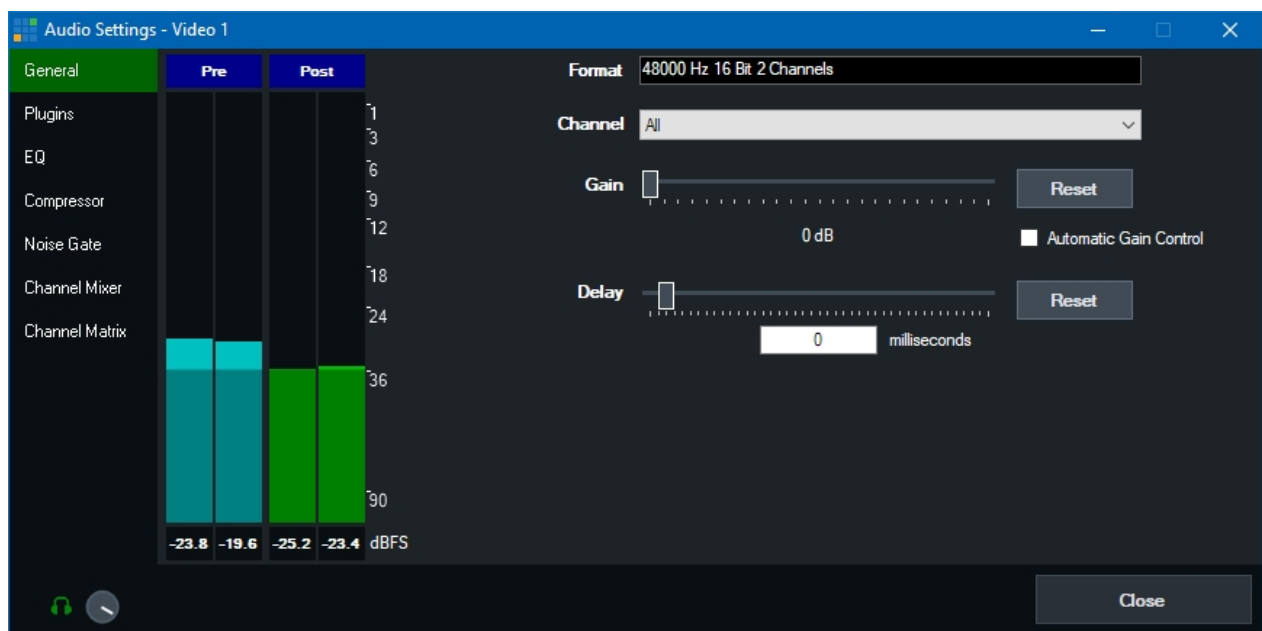 Audio Settings - Video 1
General
Plugins
EQ
Compressor
Noise Gate
Channel Mixer
Channel Matrix
Pre Post
1
3
6
9
12
18
24
36
90
-23.8 -19.6 -25.2 -23.4 dBFS
Format 48000 Hz 16 Bit 2 Channels
Channel All
Gain Reset
0 dB Automatic Gain Control
Delay Reset
0 milliseconds
Close